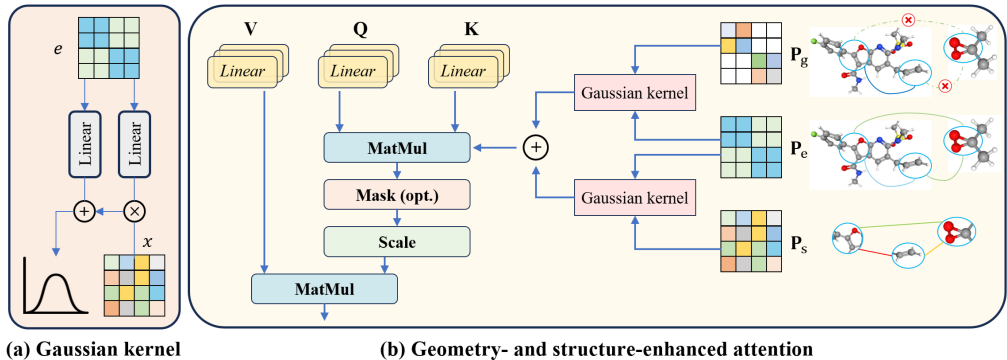 e
Linear
Linear
+
×
x
(a) Gaussian kernel
V
Q
K
Linear
Linear
Linear
MatMul
Mask (opt.)
Scale
MatMul
+
Gaussian kernel
Gaussian kernel
Pg
Pe
Ps
(b) Geometry- and structure-enhanced attention